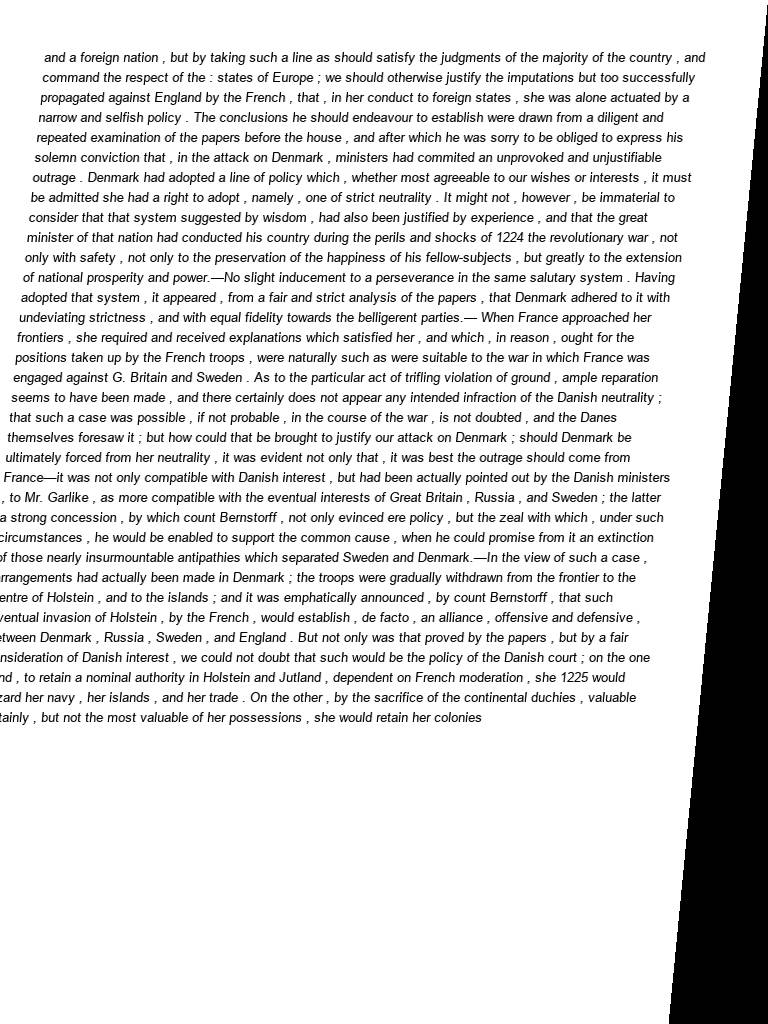 and a foreign nation , but by taking such a line as should satisfy the judgments of the majority of the country , and
command the respect of the : states of Europe ; we should otherwise justify the imputations but too successfully
propagated against England by the French , that , in her conduct to foreign states , she was alone actuated by a
narrow and selfish policy . The conclusions he should endeavour to establish were drawn from a diligent and
repeated examination of the papers before the house , and after which he was sorry to be obliged to express his
solemn conviction that , in the attack on Denmark , ministers had commited an unprovoked and unjustifiable
outrage . Denmark had adopted a line of policy which , whether most agreeable to our wishes or interests , it must
be admitted she had a right to adopt , namely , one of strict neutrality . It might not , however , be immaterial to
consider that that system suggested by wisdom , had also been justified by experience , and that the great
minister of that nation had conducted his country during the perils and shocks of 1224 the revolutionary war , not
only with safety , not only to the preservation of the happiness of his fellow-subjects , but greatly to the extension
of national prosperity and power.—No slight inducement to a perseverance in the same salutary system . Having
adopted that system , it appeared , from a fair and strict analysis of the papers , that Denmark adhered to it with
undeviating strictness , and with equal fidelity towards the belligerent parties.— When France approached her
frontiers , she required and received explanations which satisfied her , and which , in reason , ought for the
positions taken up by the French troops , were naturally such as were suitable to the war in which France was
engaged against G. Britain and Sweden . As to the particular act of trifling violation of ground , ample reparation
seems to have been made , and there certainly does not appear any intended infraction of the Danish neutrality ;
that such a case was possible , if not probable , in the course of the war , is not doubted , and the Danes
themselves foresaw it ; but how could that be brought to justify our attack on Denmark ; should Denmark be
ultimately forced from her neutrality , it was evident not only that , it was best the outrage should come from
France—it was not only compatible with Danish interest , but had been actually pointed out by the Danish ministers
, to Mr. Garlike , as more compatible with the eventual interests of Great Britain , Russia , and Sweden ; the latter
a strong concession , by which count Bernstorff , not only evinced ere policy , but the zeal with which , under such
circumstances , he would be enabled to support the common cause , when he could promise from it an extinction
of those nearly insurmountable antipathies which separated Sweden and Denmark.—In the view of such a case ,
rrangements had actually been made in Denmark ; the troops were gradually withdrawn from the frontier to the
entre of Holstein , and to the islands ; and it was emphatically announced , by count Bernstorff , that such
ventual invasion of Holstein , by the French , would establish , de facto , an alliance , offensive and defensive ,
etween Denmark , Russia , Sweden , and England . But not only was that proved by the papers , but by a fair
nsideration of Danish interest , we could not doubt that such would be the policy of the Danish court ; on the one
nd , to retain a nominal authority in Holstein and Jutland , dependent on French moderation , she 1225 would
zard her navy , her islands , and her trade . On the other , by the sacrifice of the continental duchies , valuable
tainly , but not the most valuable of her possessions , she would retain her colonies